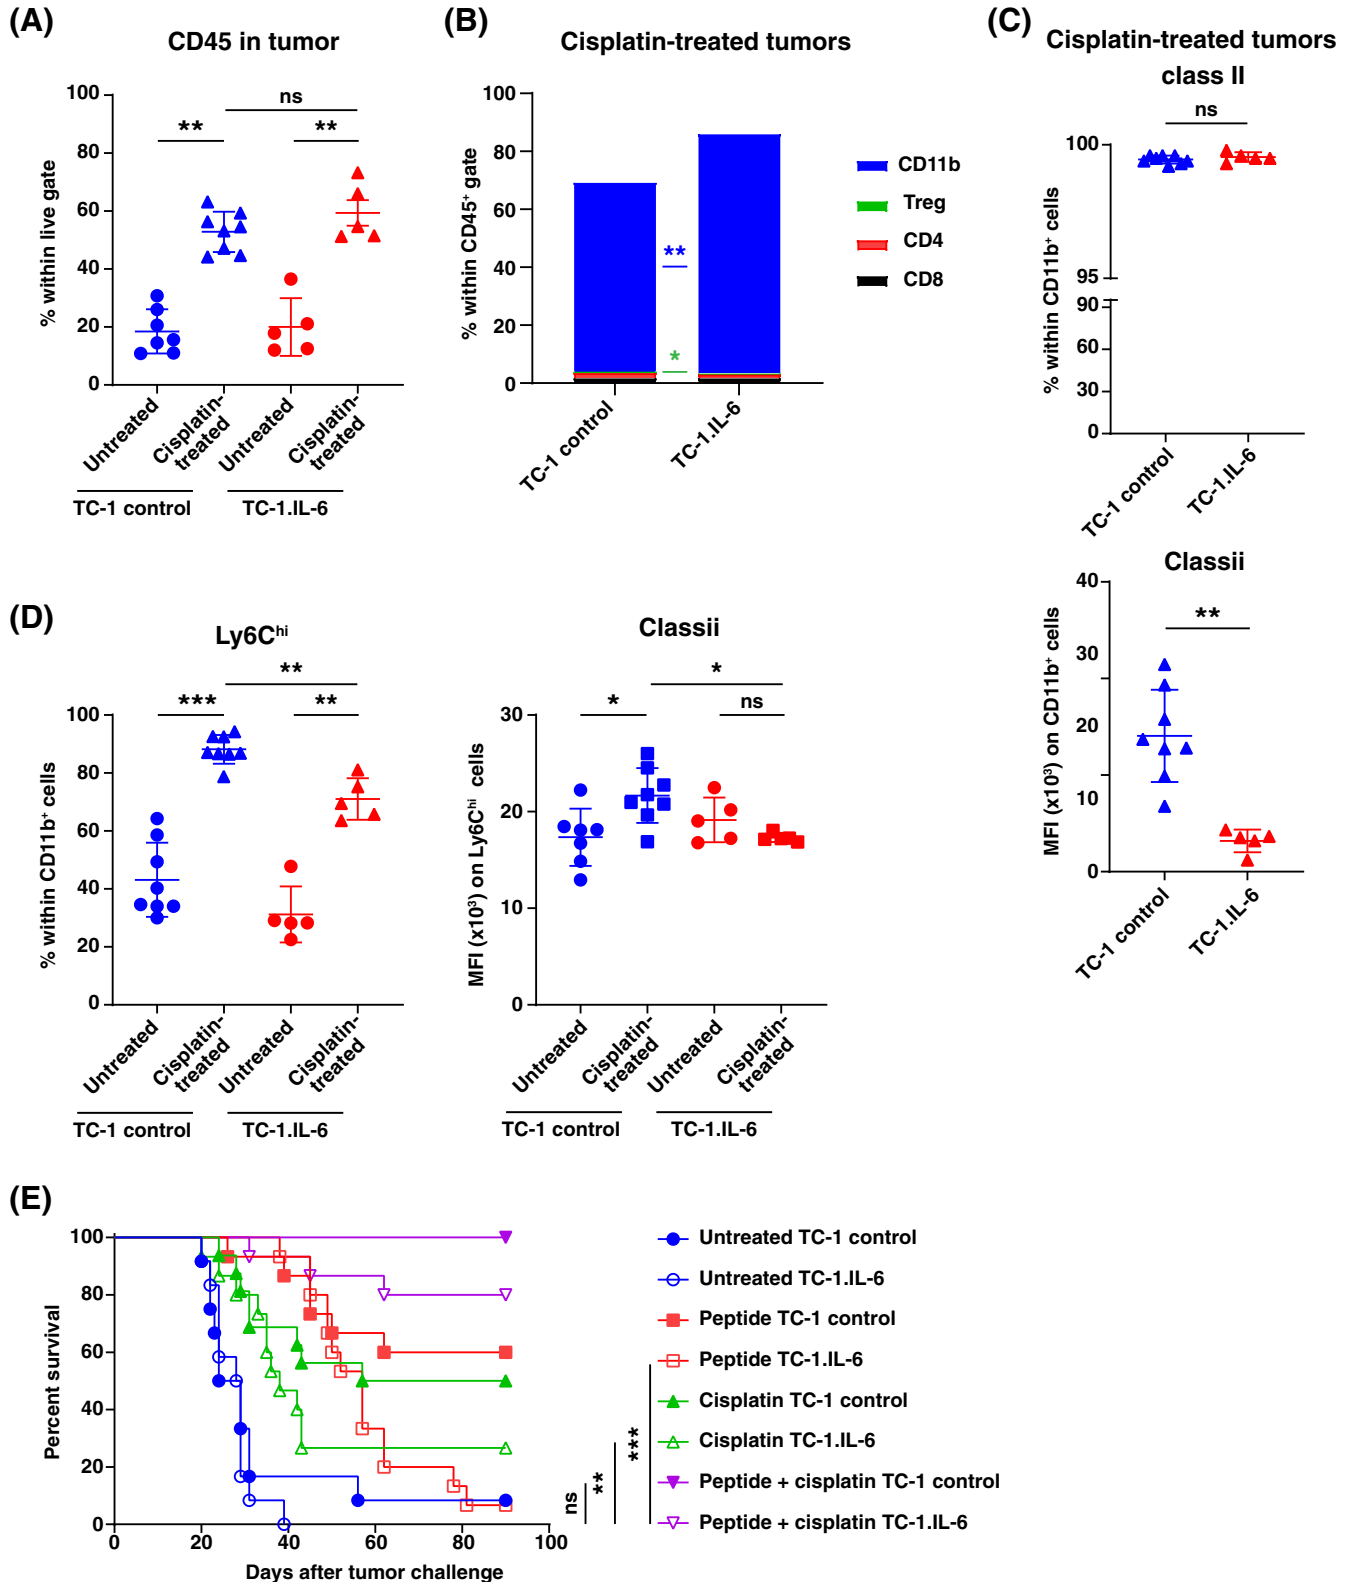 (A)
CD45 in tumor
% within live gate
100
80
60
40
20
0
**
ns
**
Untreated
Cisplatin-
treated
Untreated
Cisplatin-
treated
TC-1 control
TC-1.IL-6
(B)
Cisplatin-treated tumors
% within CD45+ gate
100
80
60
40
20
0
**
*
TC-1 control
TC-1.IL-6
CD11b
Treg
CD4
CD8
(C)
Cisplatin-treated tumors
class II
ns
% within CD11b+ cells
100
95
90
60
30
0
TC-1 control
TC-1.IL-6
Classii
**
MFI (x10³) on CD11b+ cells
40
30
20
10
0
TC-1 control
TC-1.IL-6
(D)
Ly6Chi
% within CD11b+ cells
100
80
60
40
20
0
***
**
**
Untreated
Cisplatin-
treated
Untreated
Cisplatin-
treated
TC-1 control
TC-1.IL-6
Classii
MFI (x10³) on Ly6Chi cells
30
20
10
0
*
*
ns
Untreated
Cisplatin-
treated
Untreated
Cisplatin-
treated
TC-1 control
TC-1.IL-6
(E)
Percent survival
100
80
60
40
20
0
0
20
40
60
80
100
Days after tumor challenge
ns
**
***
Untreated TC-1 control
Untreated TC-1.IL-6
Peptide TC-1 control
Peptide TC-1.IL-6
Cisplatin TC-1 control
Cisplatin TC-1.IL-6
Peptide + cisplatin TC-1 control
Peptide + cisplatin TC-1.IL-6